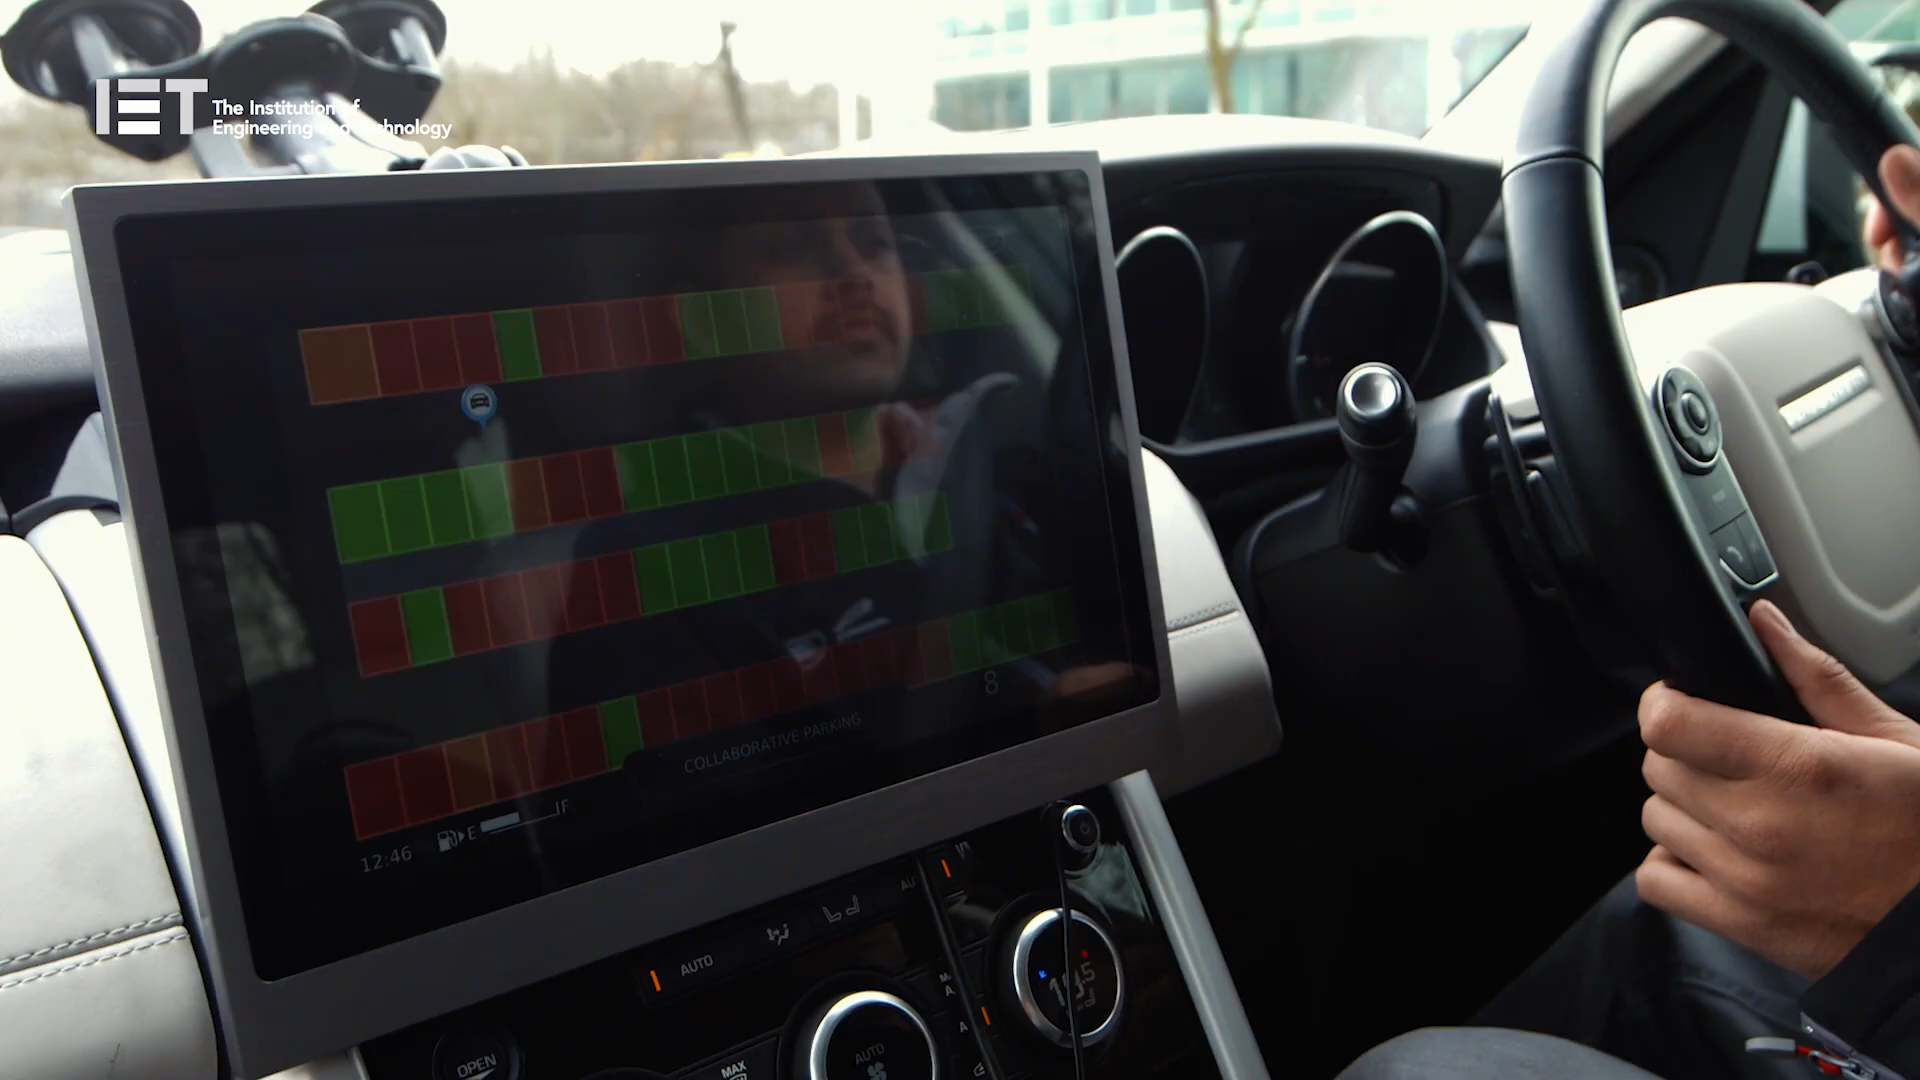 IET The Institution of
Engineering and Technology
8
COLLABORATIVE PARKING
E F
12:46
AUTO
AUTO
OPEN
MAX